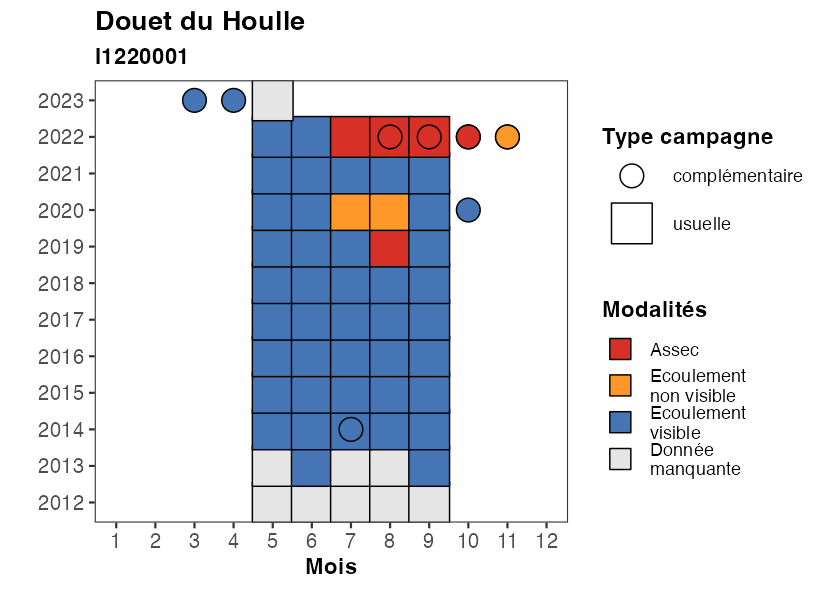 Douet du Houlle
I1220001
2023
2022
2021
2020
2019
2018
2017
2016
2015
2014
2013
2012
1 2 3 4 5 6 7 8 9 10 11 12
Mois
Type campagne
complémentaire
usuelle
Modalités
Assec
Ecoulement
non visible
Ecoulement
visible
Donnée
manquante